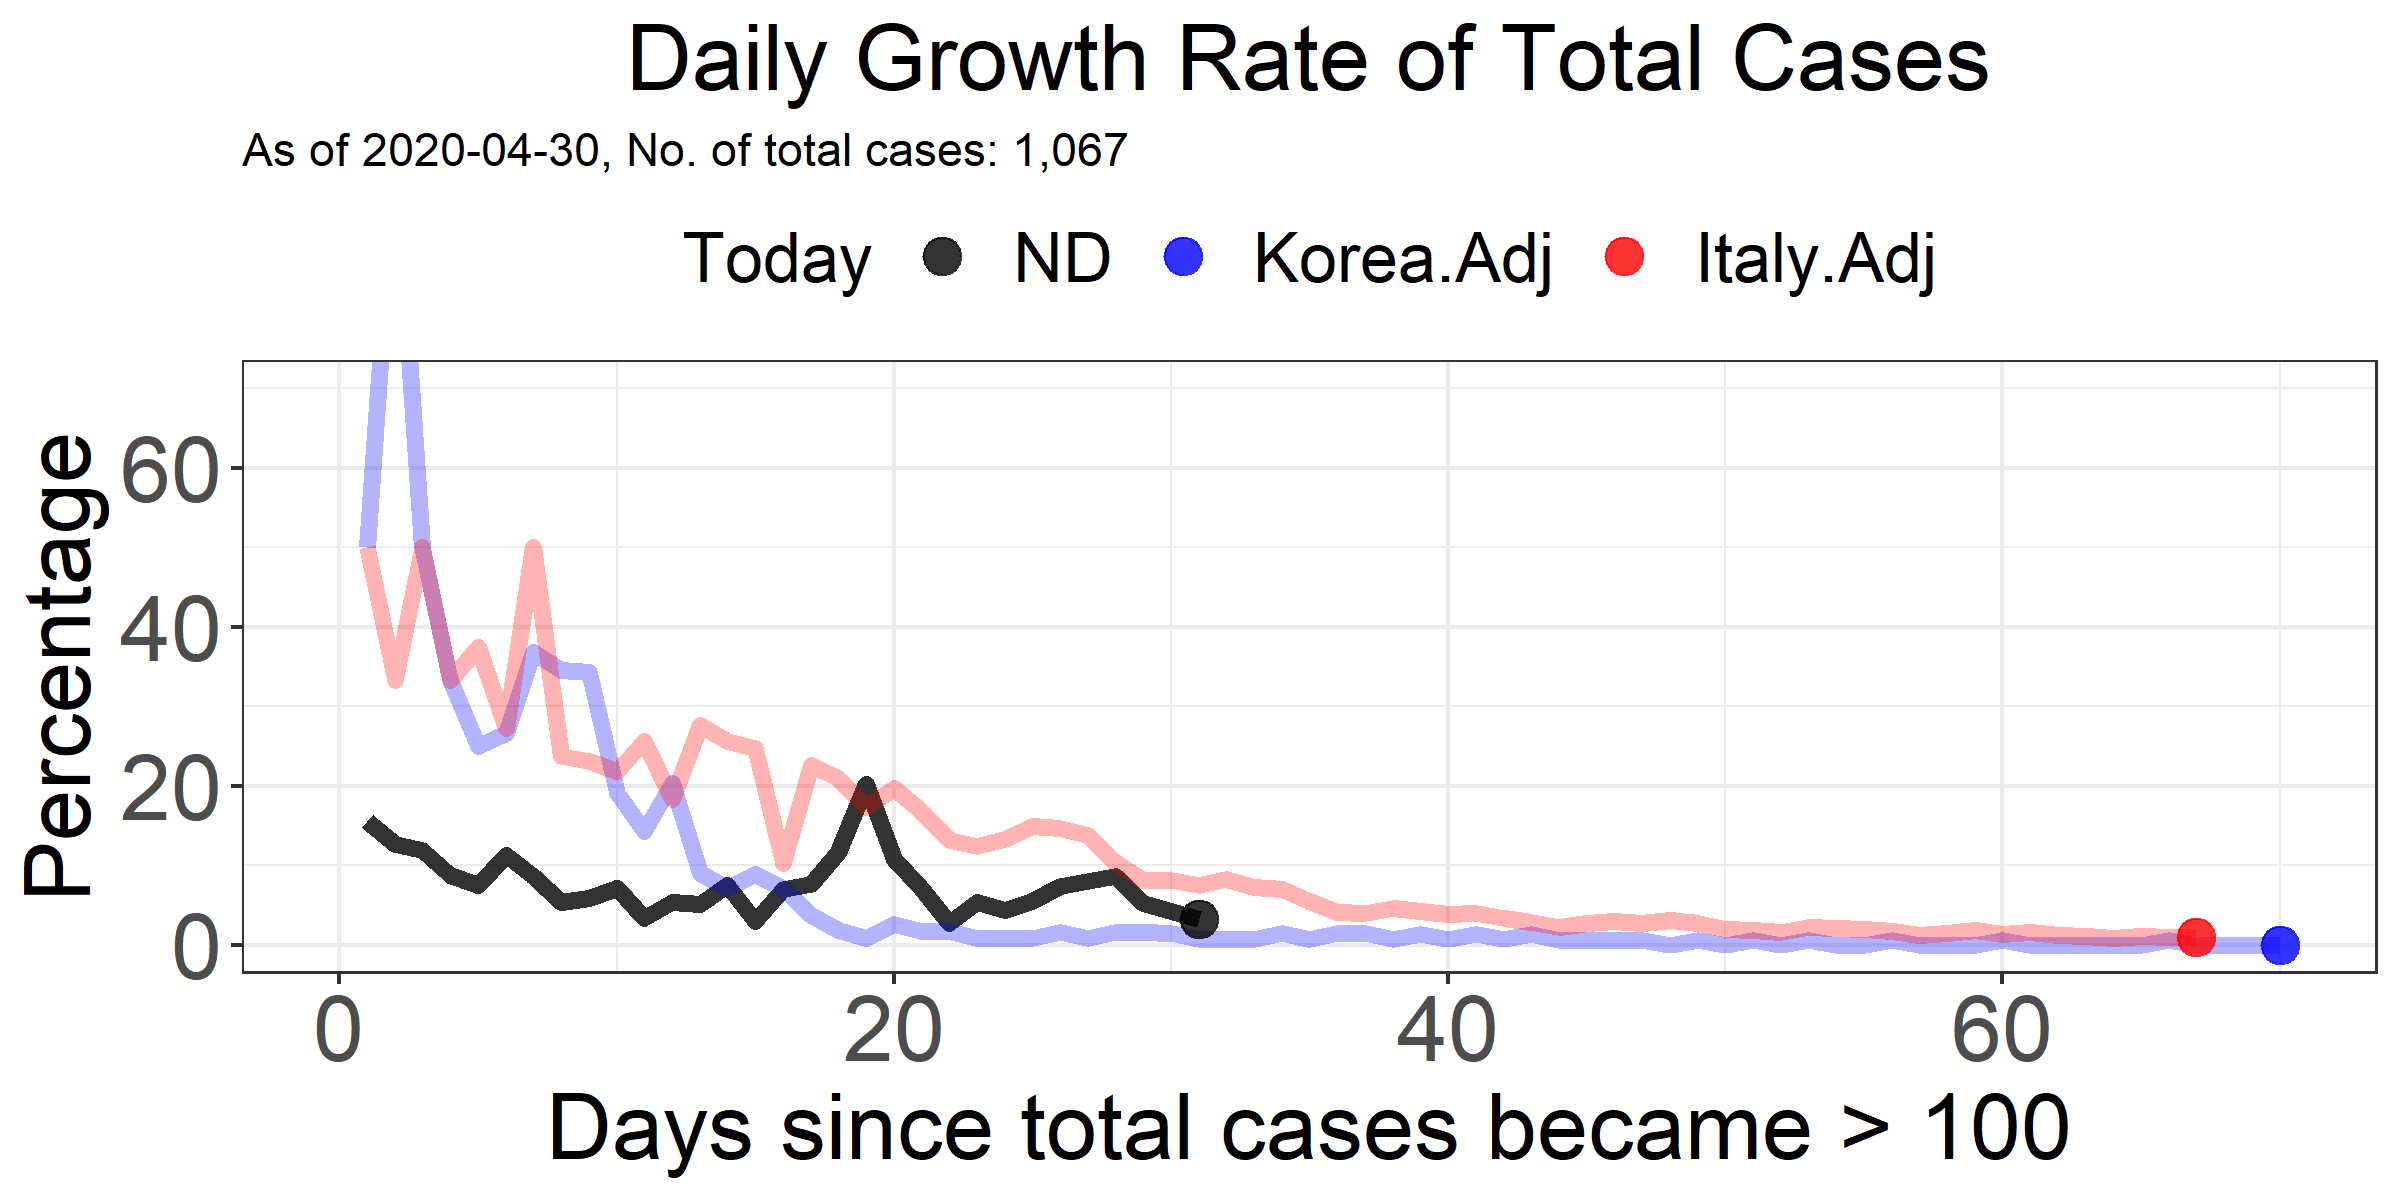 Daily Growth Rate of Total Cases
As of 2020-04-30, No. of total cases: 1,067
Today ND Korea.Adj Italy.Adj
Percentage
60
40
20
0
0 20 40 60
Days since total cases became > 100